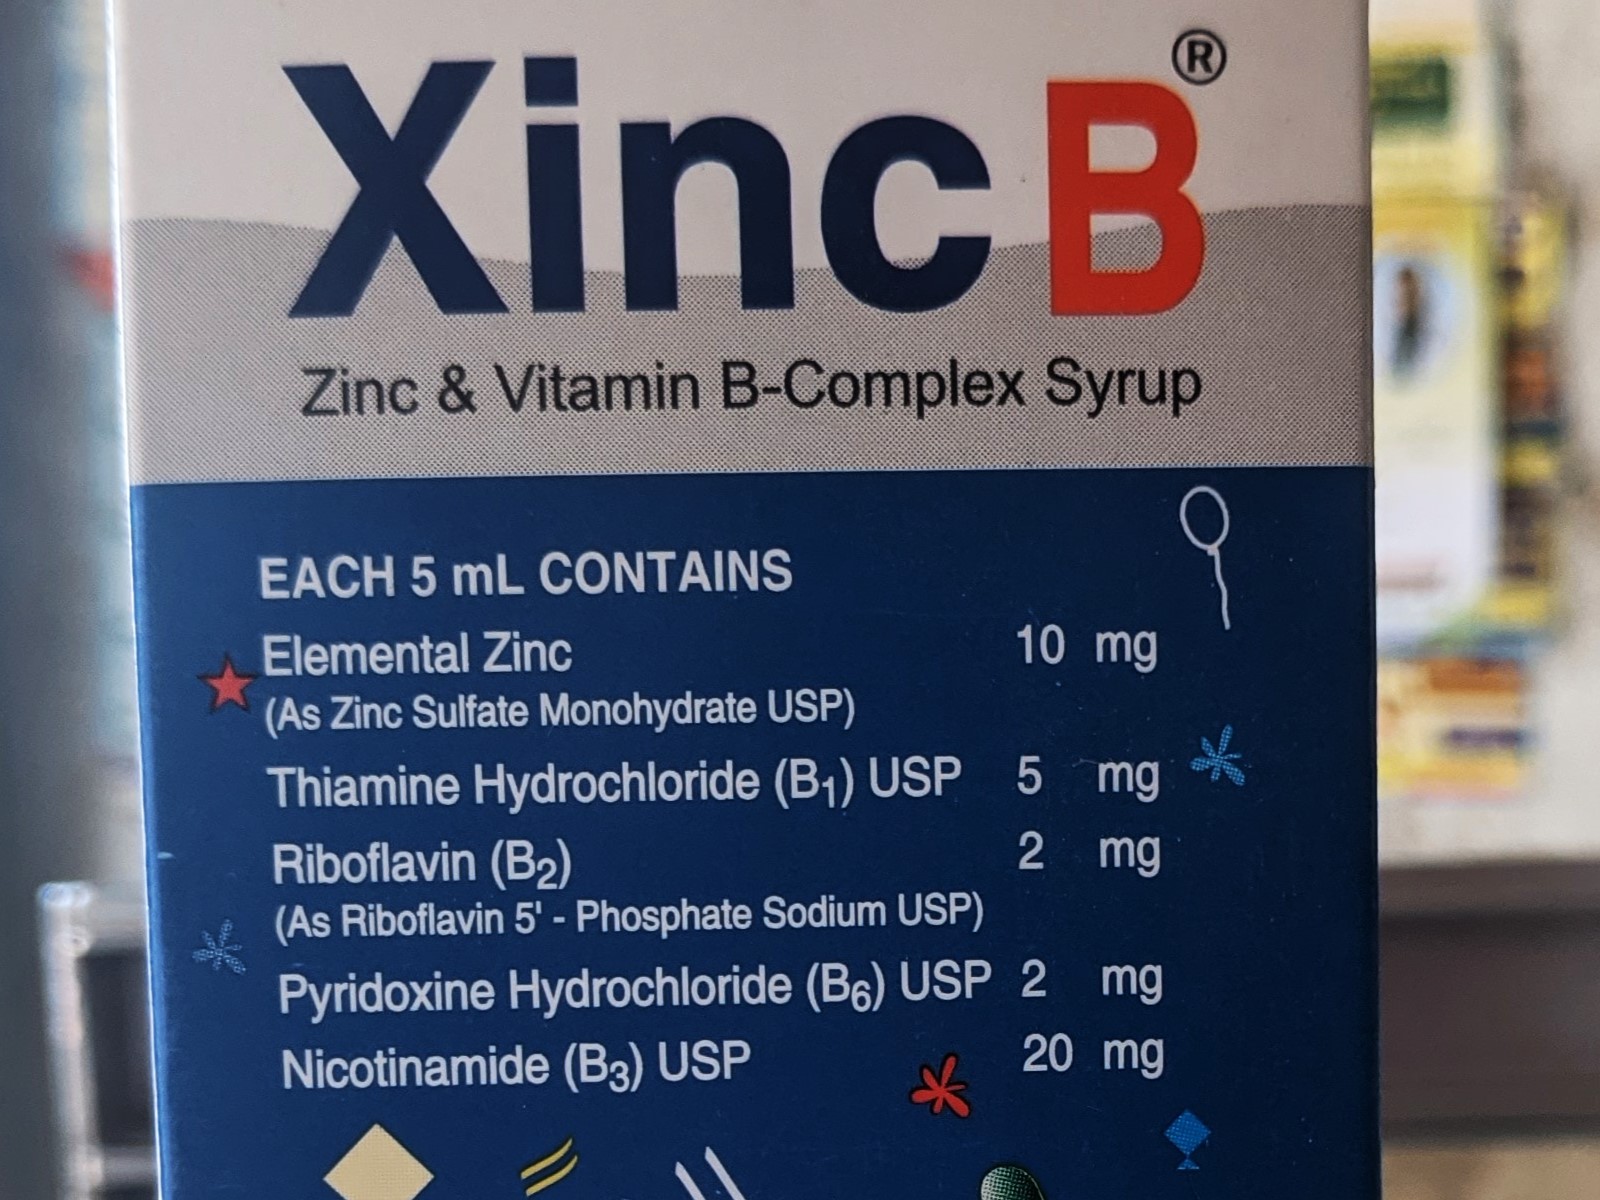 Xinc B®
Zinc & Vitamin B-Complex Syrup
EACH 5 mL CONTAINS
Elemental Zinc 10 mg
(As Zinc Sulfate Monohydrate USP)
Thiamine Hydrochloride (B₁) USP 5 mg
Riboflavin (B₂) 2 mg
(As Riboflavin 5' - Phosphate Sodium USP)
Pyridoxine Hydrochloride (B₆) USP 2 mg
Nicotinamide (B₃) USP 20 mg